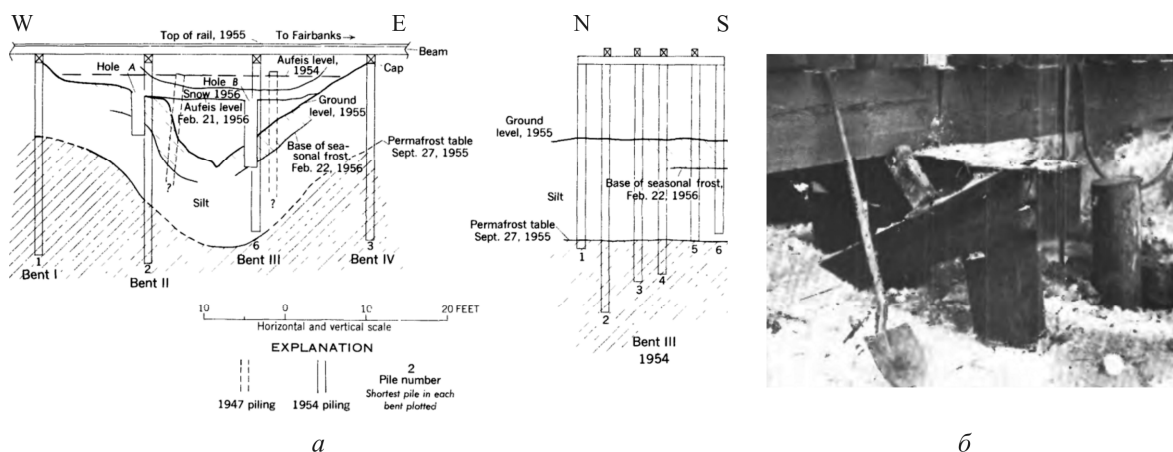 W E
Top of rail, 1955 To Fairbanks →
Beam
Cap
Hole A
Aufeis level,
1954
Hole B
Snow 1956
Aufeis level
Feb. 21, 1956
Ground
level, 1955
Base of sea-
sonal frost,
Feb. 22, 1956
Permafrost table
Sept. 27, 1955
?
?
Silt
1
Bent I
2
Bent II
6
Bent III
3
Bent IV
N S
Ground
level, 1955
Base of seasonal frost,
Feb. 22, 1956
Silt
Permafrost table
Sept. 27, 1955
1 2 3 4 5 6
Bent III
1954
10 0 10 20 FEET
Horizontal and vertical scale
EXPLANATION
1947 piling
1954 piling
2
Pile number
Shortest pile in each
bent plotted
а б